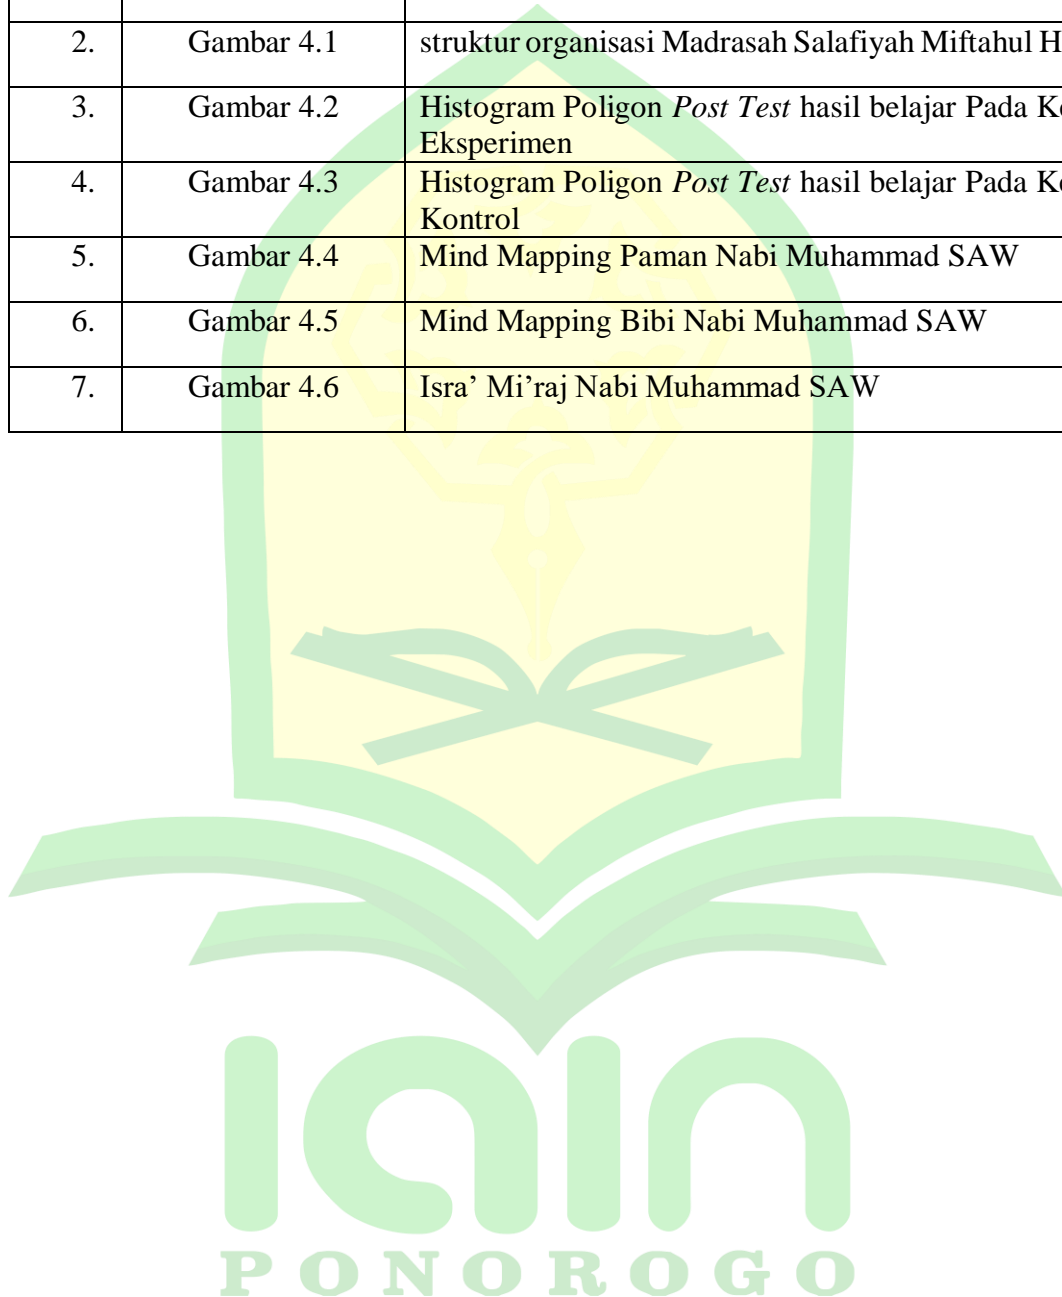 2. Gambar 4.1 struktur organisasi Madrasah Salafiyah Miftahul
3. Gambar 4.2 Histogram Poligon Post Test hasil belajar Pada
Eksperimen
4. Gambar 4.3 Histogram Poligon Post Test hasil belajar Pada
Kontrol
5. Gambar 4.4 Mind Mapping Paman Nabi Muhammad SAW
6. Gambar 4.5 Mind Mapping Bibi Nabi Muhammad SAW
7. Gambar 4.6 Isra’ Mi’raj Nabi Muhammad SAW
IAIN
PONOROGO